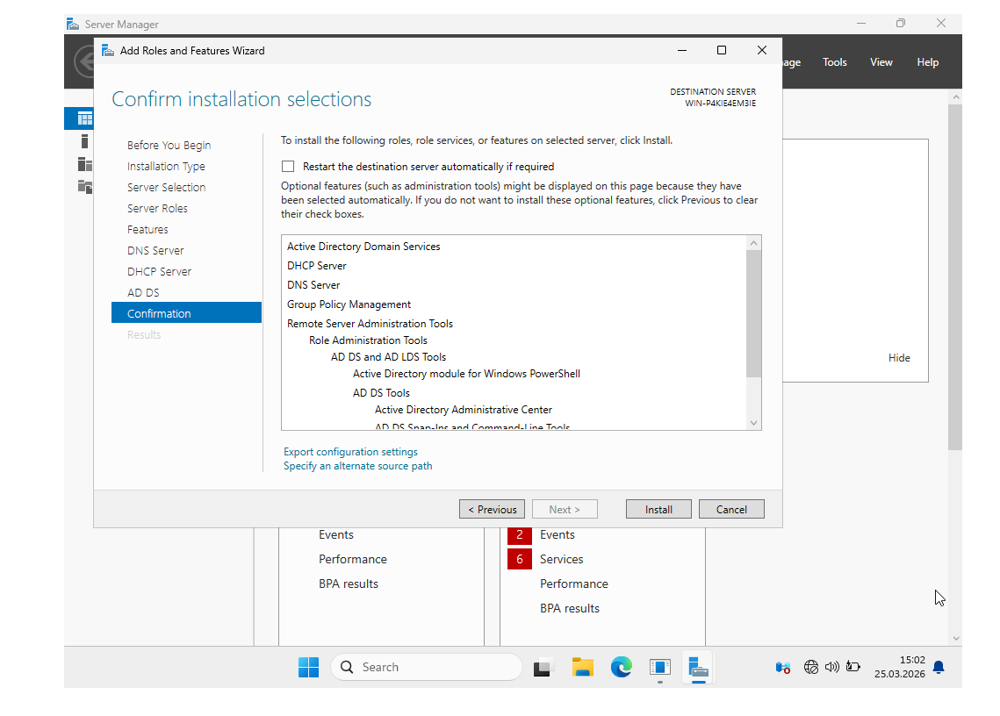 Server Manager
Add Roles and Features Wizard
Tools
View
Help
Confirm installation selections
DESTINATION SERVER
WIN-P4KIE4EM3IE
Before You Begin
Installation Type
Server Selection
Server Roles
Features
DNS Server
DHCP Server
AD DS
Confirmation
Results
To install the following roles, role services, or features on selected server, click Install.
Restart the destination server automatically if required
Optional features (such as administration tools) might be displayed on this page because they have
been selected automatically. If you do not want to install these optional features, click Previous to clear
their check boxes.
Active Directory Domain Services
DHCP Server
DNS Server
Group Policy Management
Remote Server Administration Tools
Role Administration Tools
AD DS and AD LDS Tools
Active Directory module for Windows PowerShell
AD DS Tools
Active Directory Administrative Center
AD DS Snap-Ins and Command-Line Tools
Export configuration settings
Specify an alternate source path
< Previous
Next >
Install
Cancel
Hide
Events
Performance
BPA results
2 Events
6 Services
Performance
BPA results
Search
15:02
25.03.2026